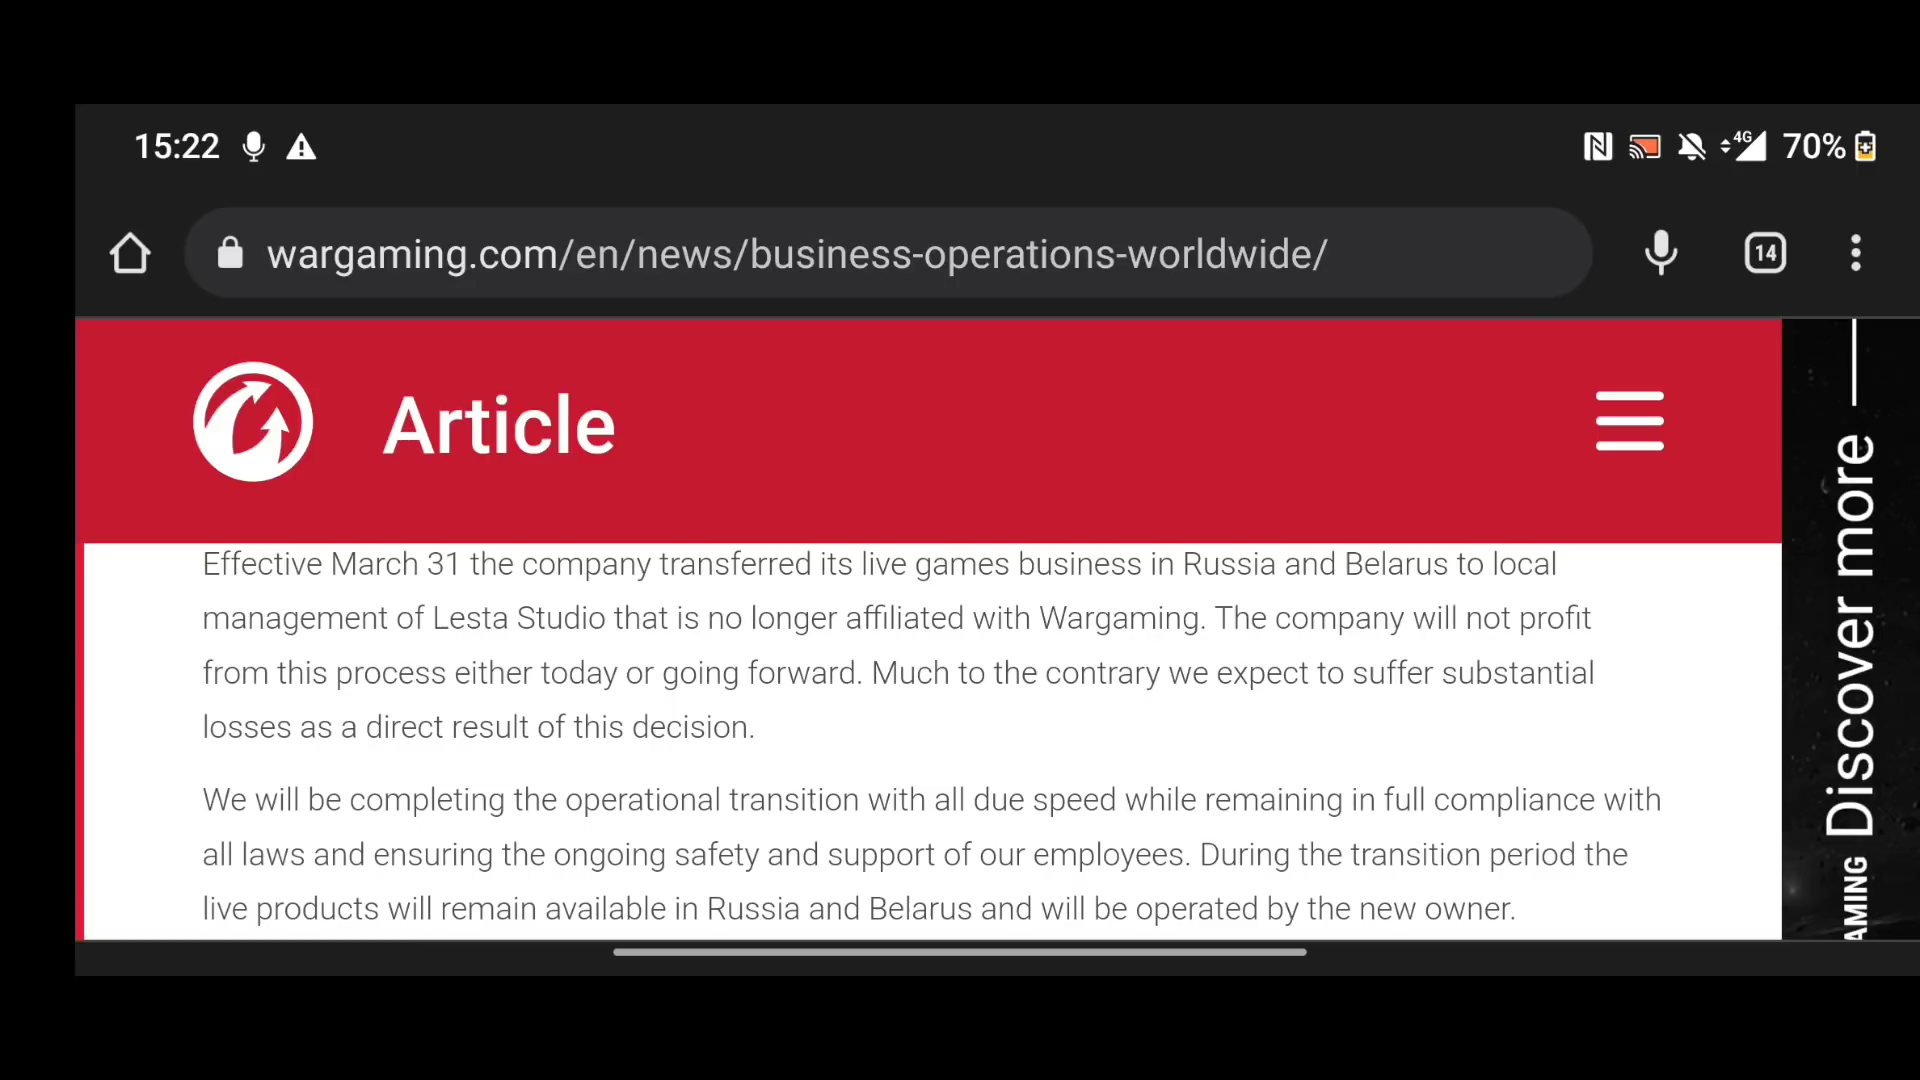 15:22
4G 70%
wargaming.com/en/news/business-operations-worldwide/
14
Article
Effective March 31 the company transferred its live games business in Russia and Belarus to local
management of Lesta Studio that is no longer affiliated with Wargaming. The company will not profit
from this process either today or going forward. Much to the contrary we expect to suffer substantial
losses as a direct result of this decision.
We will be completing the operational transition with all due speed while remaining in full compliance with
all laws and ensuring the ongoing safety and support of our employees. During the transition period the
live products will remain available in Russia and Belarus and will be operated by the new owner.
AMING Discover more